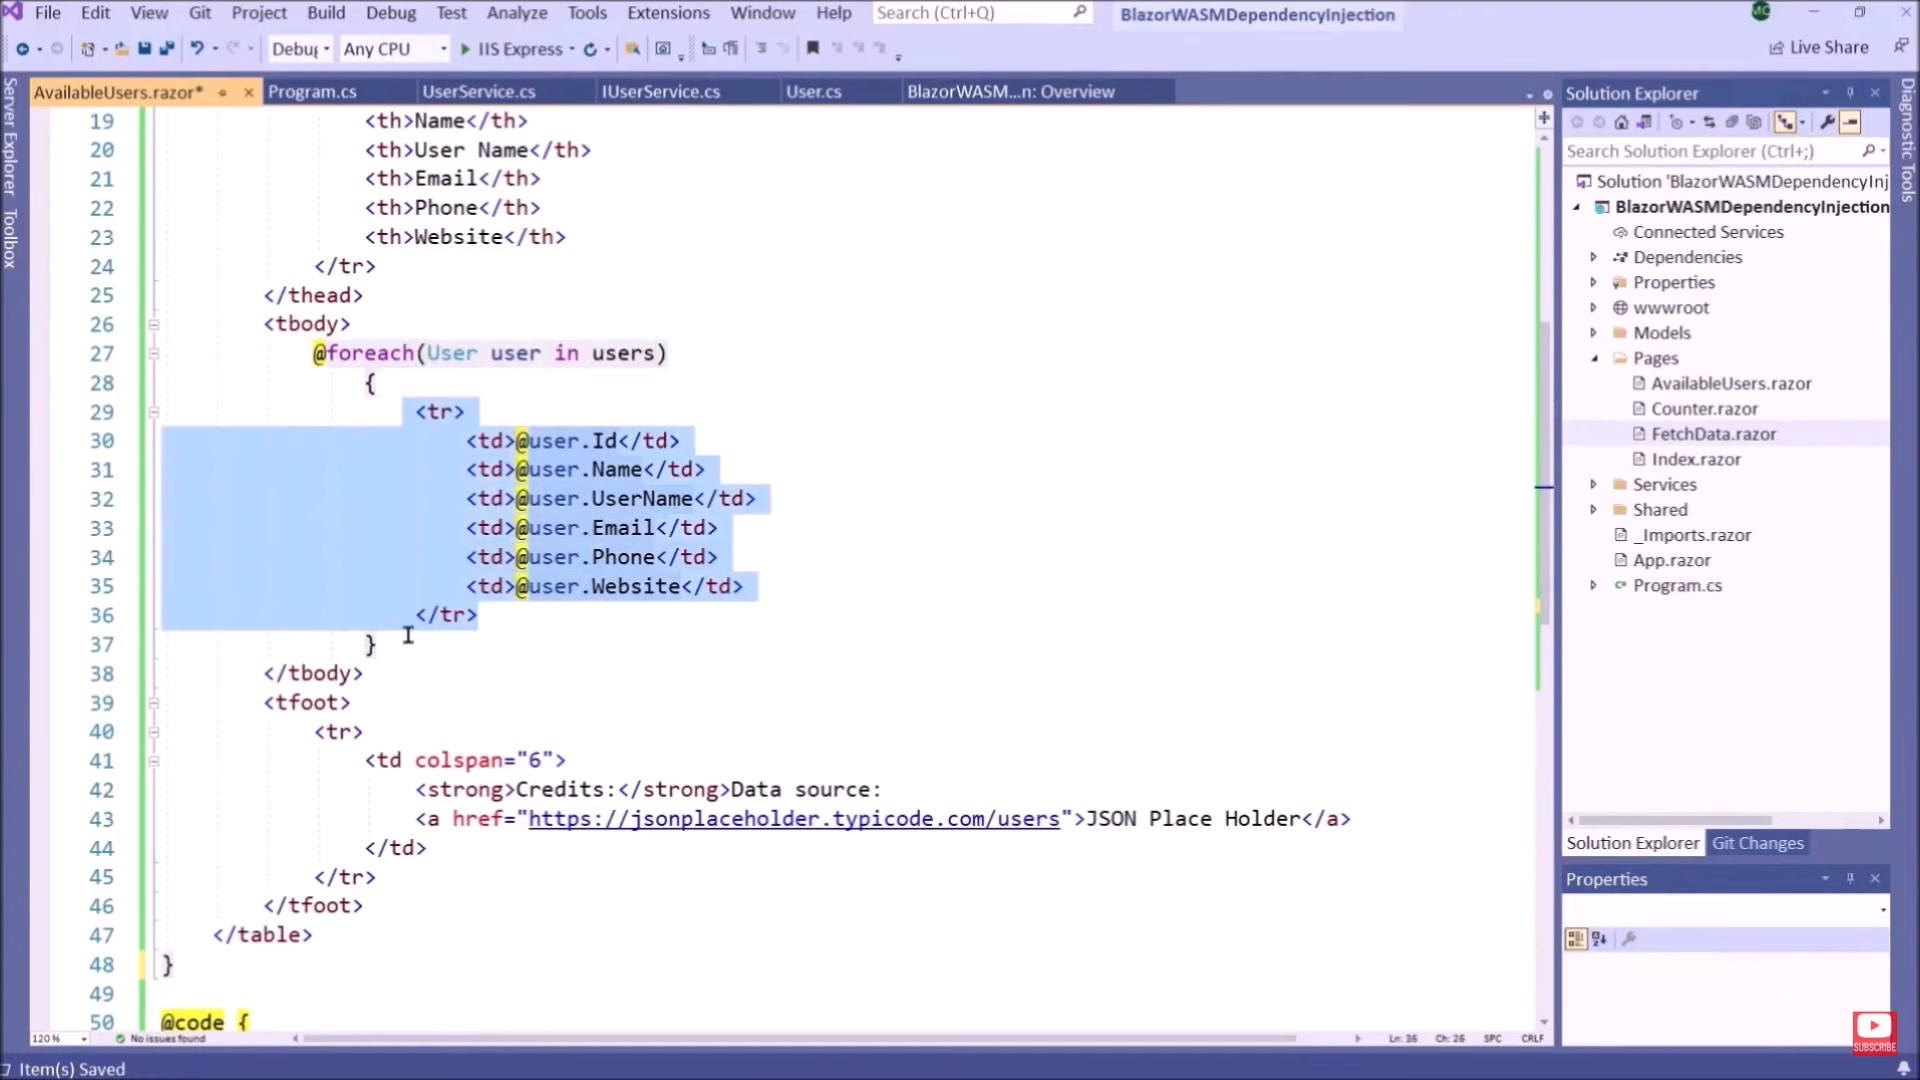 File Edit View Git Project Build Debug Test Analyze Tools Extensions Window Help Search (Ctrl+Q) BlazorWASMDependencyInjection MO
Debug Any CPU IIS Express Live Share
AvailableUsers.razor* Program.cs UserService.cs IUserService.cs User.cs BlazorWASM...n: Overview
Server Explorer
Toolbox
19 <th>Name</th>
20 <th>User Name</th>
21 <th>Email</th>
22 <th>Phone</th>
23 <th>Website</th>
24 </tr>
25 </thead>
26 <tbody>
27 @foreach(User user in users)
28 {
29 <tr>
30 <td>@user.Id</td>
31 <td>@user.Name</td>
32 <td>@user.UserName</td>
33 <td>@user.Email</td>
34 <td>@user.Phone</td>
35 <td>@user.Website</td>
36 </tr>
37 }
38 </tbody>
39 <tfoot>
40 <tr>
41 <td colspan="6">
42 <strong>Credits:</strong>Data source:
43 <a href="https://jsonplaceholder.typicode.com/users">JSON Place Holder</a>
44 </td>
45 </tr>
46 </tfoot>
47 </table>
48 }
49
50 @code {
120 % No issues found Ln: 36 Ch: 26 SPC CRLF
Item(s) Saved
Solution Explorer
Search Solution Explorer (Ctrl+;)
Solution 'BlazorWASMDependencyInj
BlazorWASMDependencyInjection
Connected Services
Dependencies
Properties
wwwroot
Models
Pages
AvailableUsers.razor
Counter.razor
FetchData.razor
Index.razor
Services
Shared
_Imports.razor
App.razor
Program.cs
Solution Explorer Git Changes
Properties
Diagnostic Tools
SUBSCRIBE